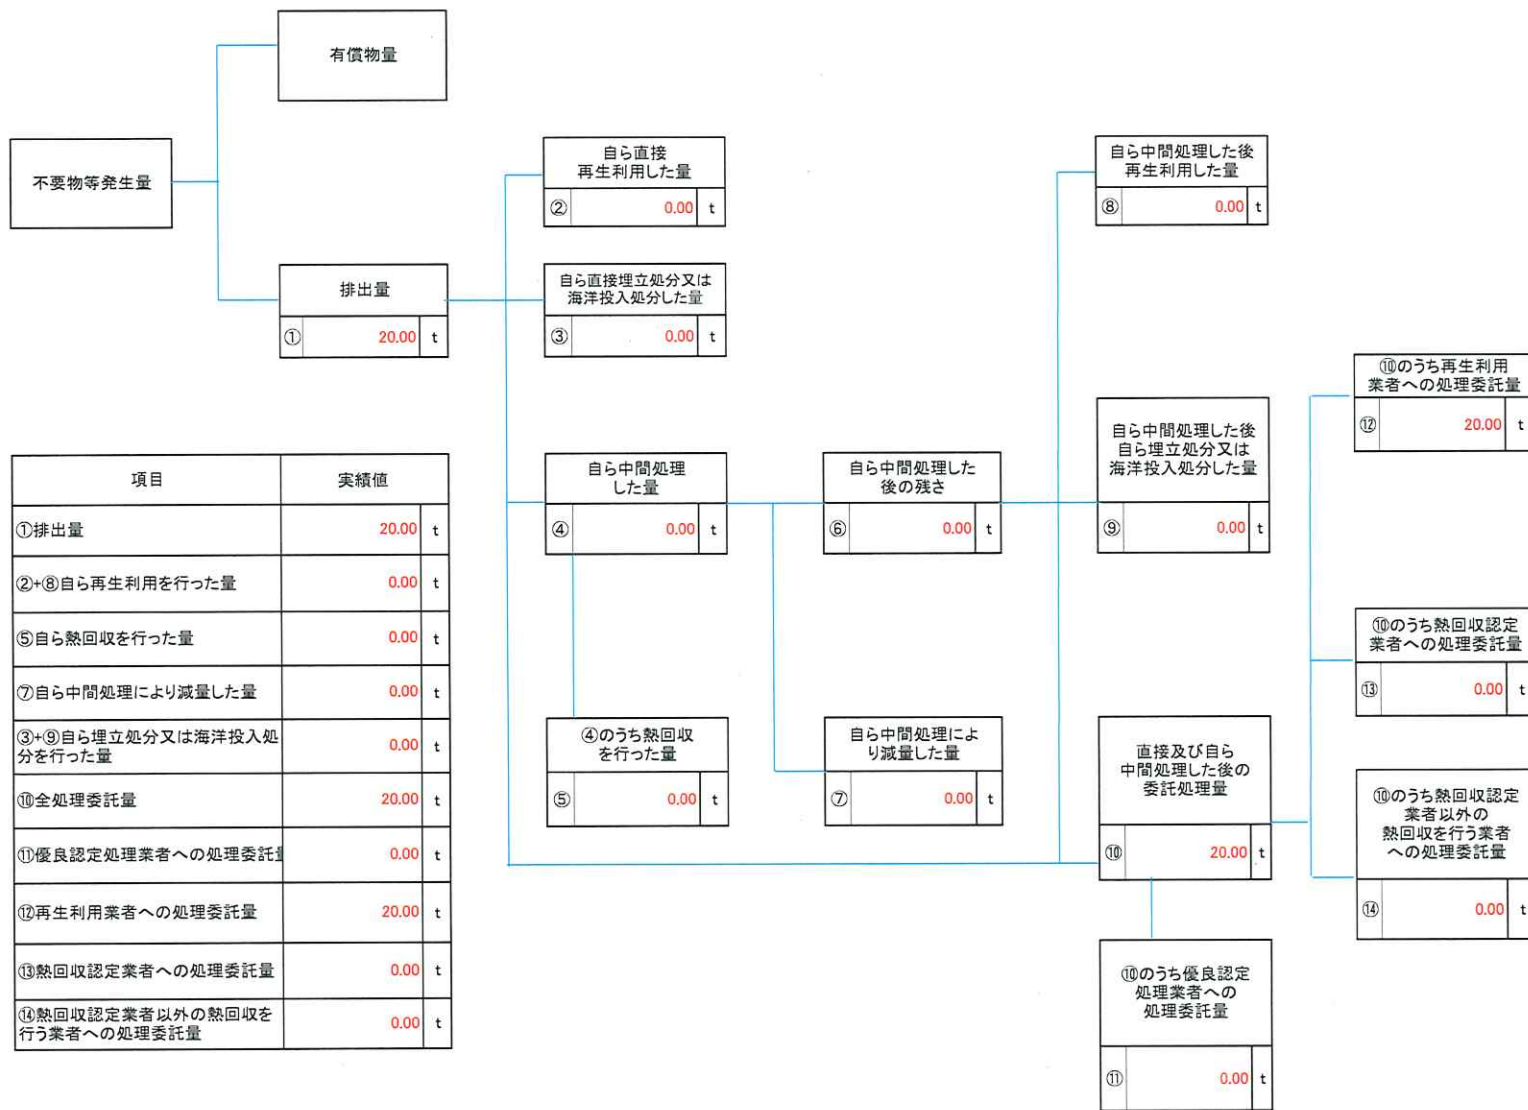 有償物量
不要物等発生量
排出量
① 20.00 t
自ら直接
再生利用した量
② 0.00 t
自ら直接埋立処分又は
海洋投入処分した量
③ 0.00 t
自ら中間処理
した量
④ 0.00 t
④のうち熱回収
を行った量
⑤ 0.00 t
自ら中間処理した
後の残さ
⑥ 0.00 t
自ら中間処理によ
り減量した量
⑦ 0.00 t
自ら中間処理した後
再生利用した量
⑧ 0.00 t
自ら中間処理した後
自ら埋立処分又は
海洋投入処分した量
⑨ 0.00 t
直接及び自ら
中間処理した後の
委託処理量
⑩ 20.00 t
⑩のうち優良認定
処理業者への
処理委託量
⑪ 0.00 t
⑩のうち再生利用
業者への処理委託量
⑫ 20.00 t
⑩のうち熱回収認定
業者への処理委託量
⑬ 0.00 t
⑩のうち熱回収認定
業者以外の
熱回収を行う業者
への処理委託量
⑭ 0.00 t
項目 実績値
①排出量 20.00 t
②+⑧自ら再生利用を行った量 0.00 t
⑤自ら熱回収を行った量 0.00 t
⑦自ら中間処理により減量した量 0.00 t
③+⑨自ら埋立処分又は海洋投入処
分を行った量 0.00 t
⑩全処理委託量 20.00 t
⑪優良認定処理業者への処理委託 0.00 t
⑫再生利用業者への処理委託量 20.00 t
⑬熱回収認定業者への処理委託量 0.00 t
⑭熱回収認定業者以外の熱回収を
行う業者への処理委託量 0.00 t